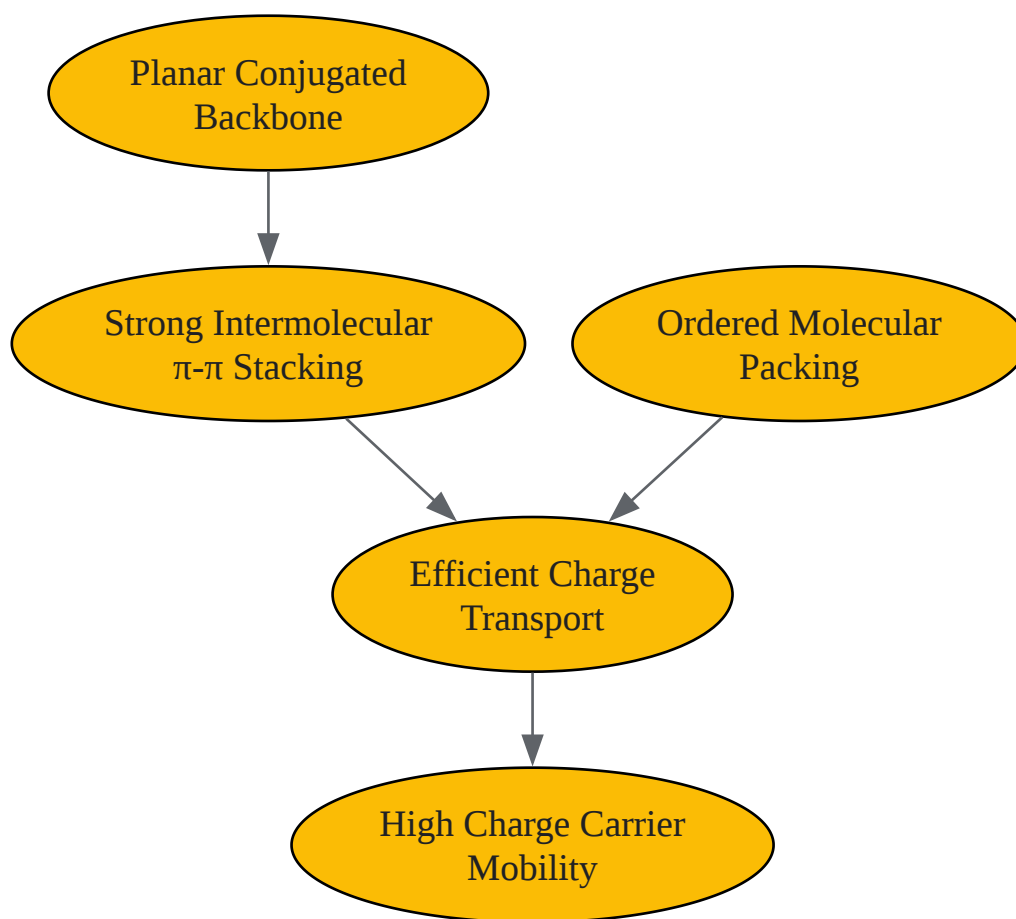 Planar Conjugated
Backbone
Strong Intermolecular
π-π Stacking
Ordered Molecular
Packing
Efficient Charge
Transport
High Charge Carrier
Mobility